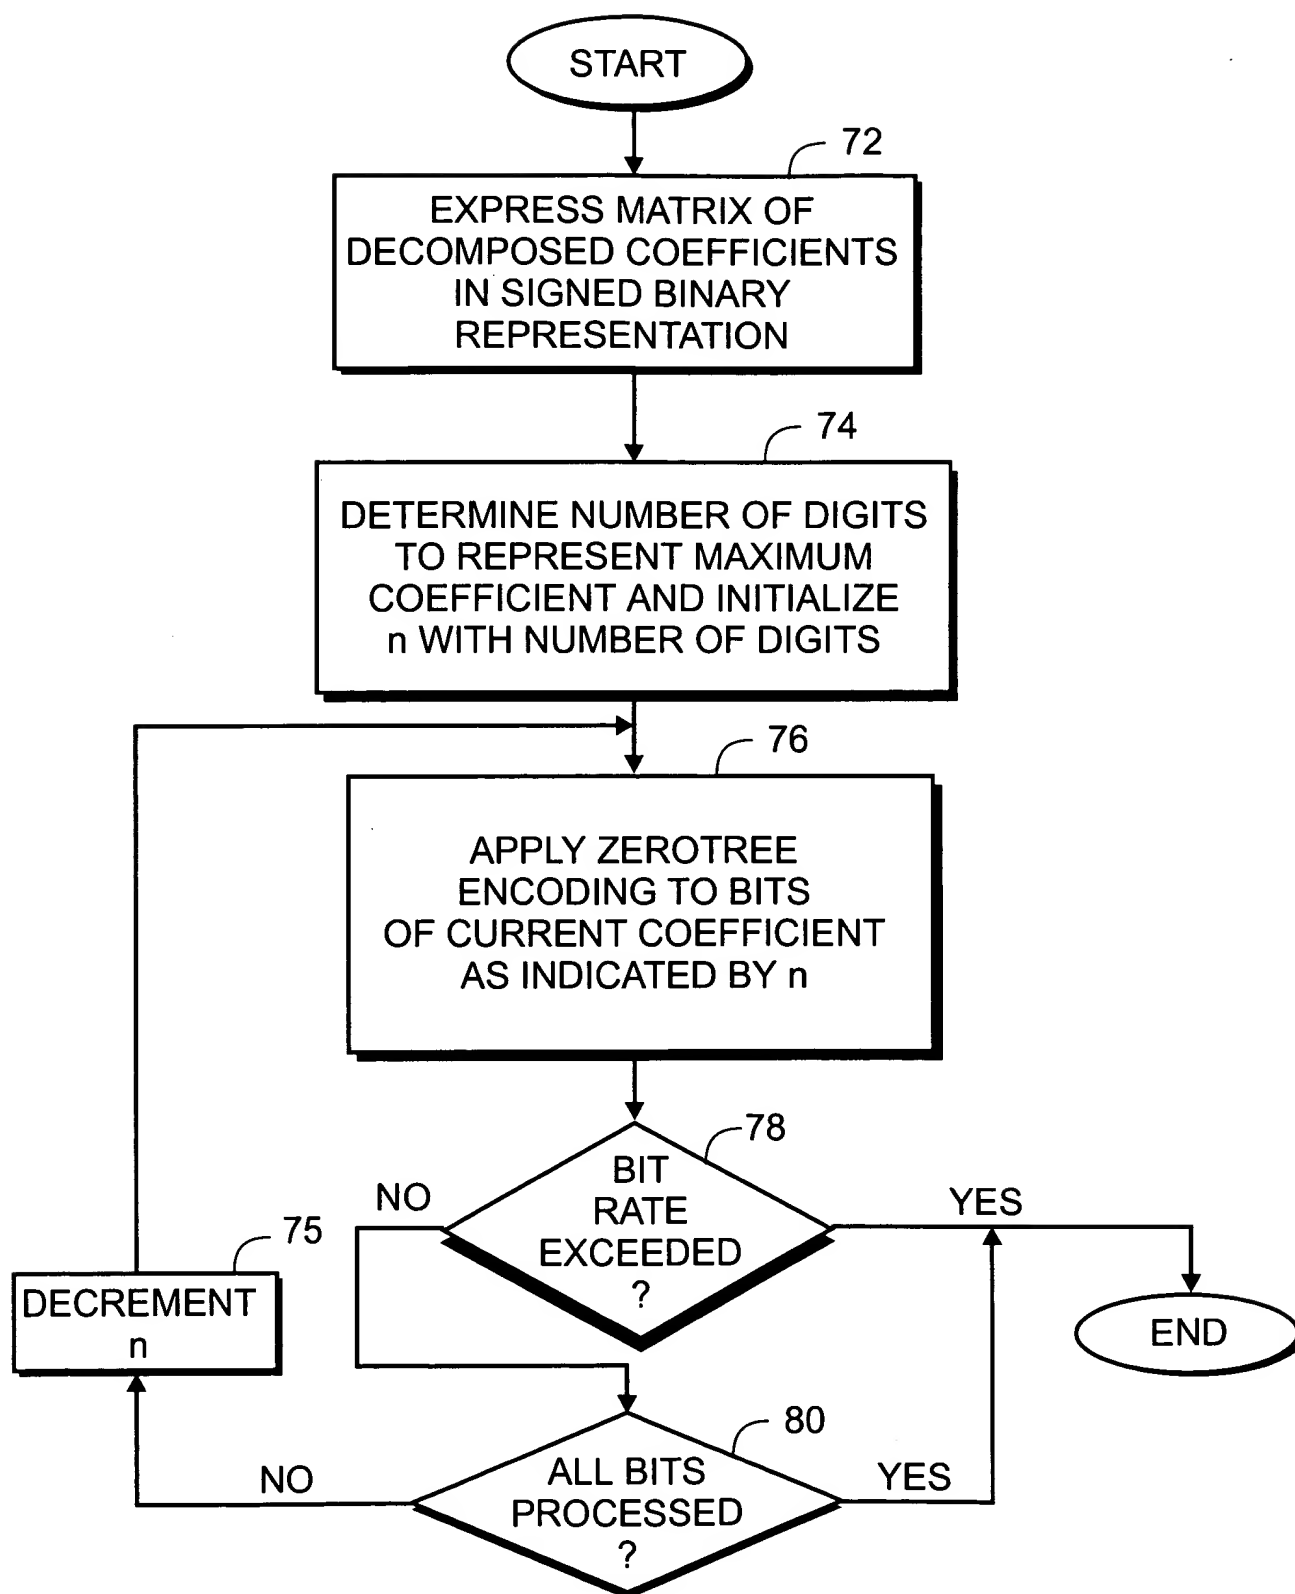 START
72
EXPRESS MATRIX OF
DECOMPOSED COEFFICIENTS
IN SIGNED BINARY
REPRESENTATION
74
DETERMINE NUMBER OF DIGITS
TO REPRESENT MAXIMUM
COEFFICIENT AND INITIALIZE
n WITH NUMBER OF DIGITS
76
APPLY ZEROTREE
ENCODING TO BITS
OF CURRENT COEFFICIENT
AS INDICATED BY n
78
BIT
RATE
EXCEEDED
?
NO
YES
75
DECREMENT
n
END
80
ALL BITS
PROCESSED
?
NO
YES